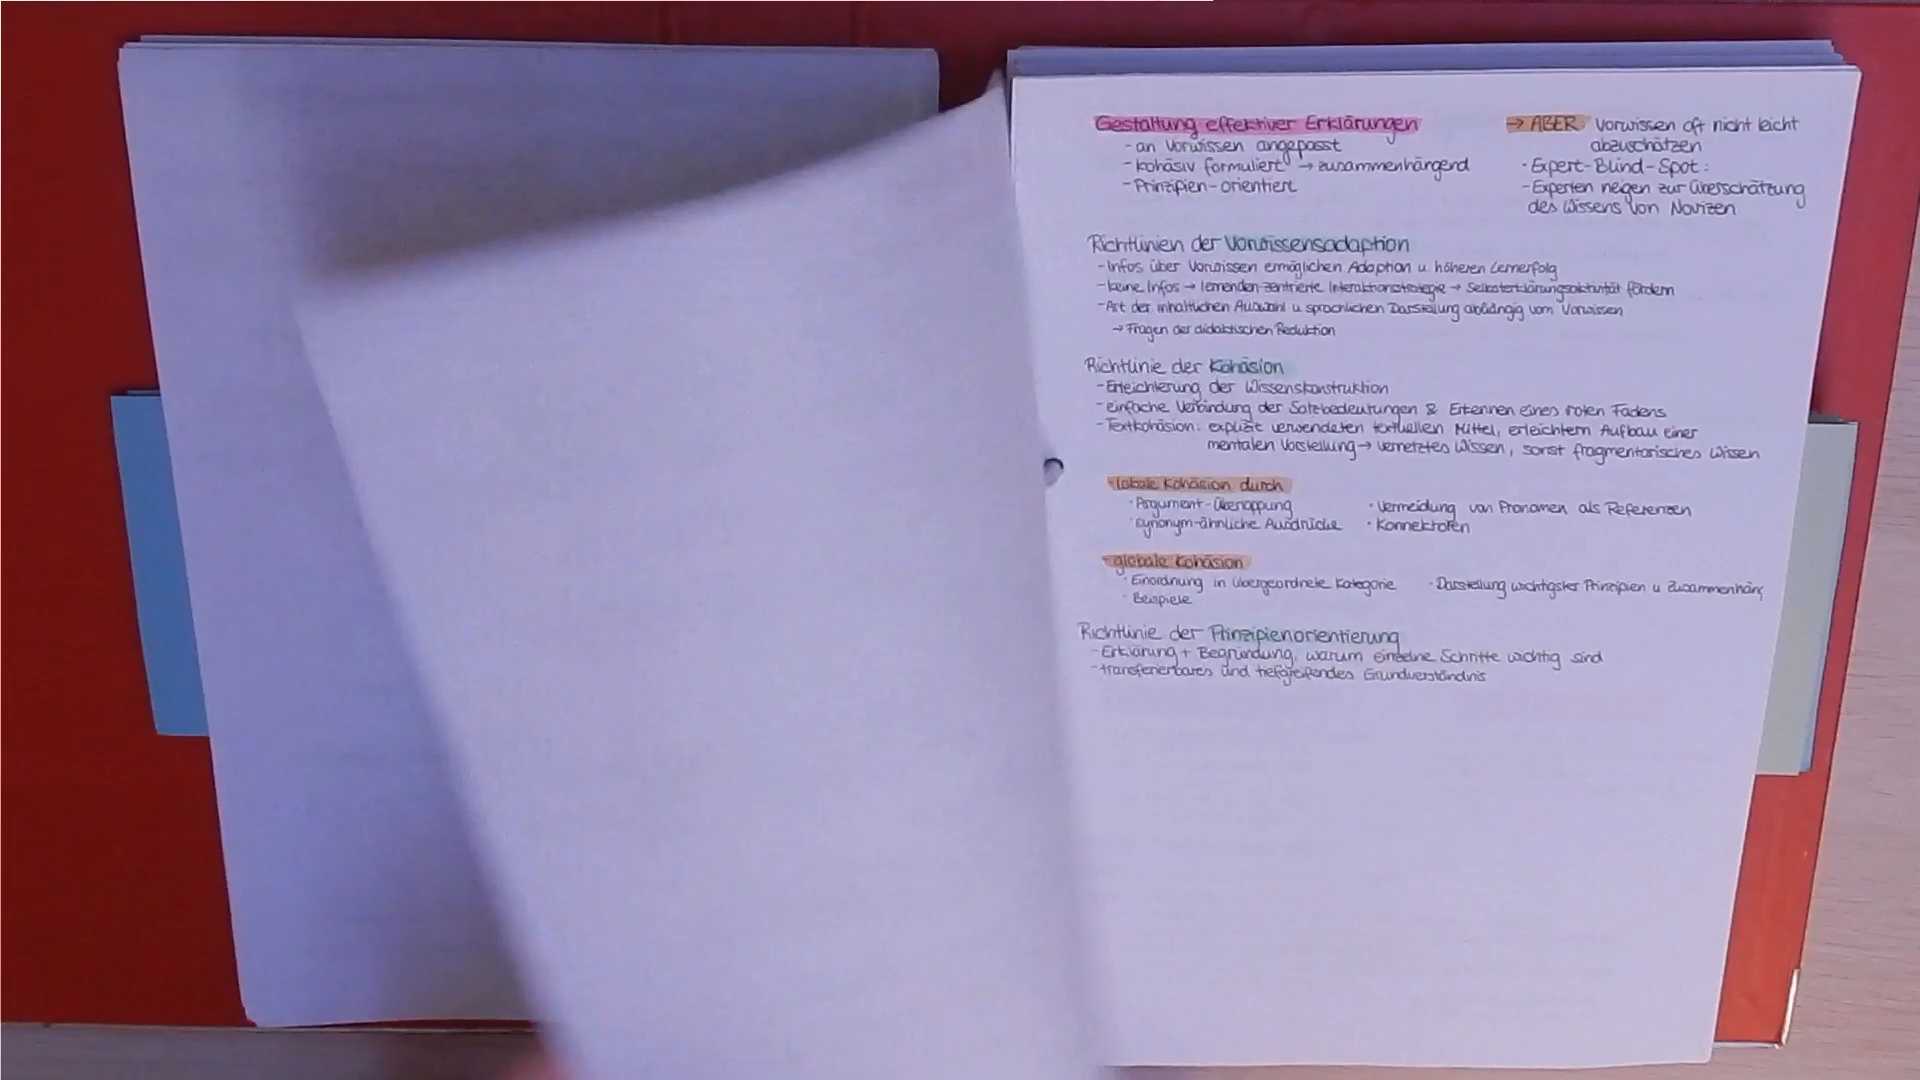 Gestaltung effektiver Erklärungen
- an Vorwissen angepasst
- kohäsiv formuliert → zusammenhängend
- Prinzipien-orientiert
→ ABER Vorwissen oft nicht leicht
abzuschätzen
· Expert-Blind-Spot:
- Experten neigen zur Überschätzung
des Wissens von Novizen
Richtlinien der Vorwissensadaption
- Infos über Vorwissen ermöglichen Adaption u. höheren Lernerfolg
- keine Infos → lernenden-zentrierte Interaktionsstrategie → Selbsterklärungsaktivität fördern
- Art der inhaltlichen Auswahl u sprachlichen Darstellung abhängig vom Vorwissen
→ Fragen der didaktischen Reduktion
Richtlinie der Kohäsion
- Erleichterung der Wissenskonstruktion
- einfache Verbindung der Satzbedeutungen & Erkennen eines roten Fadens
- Textkohäsion: explizit verwendeten textuellen Mittel, erleichtern Aufbau einer
mentalen Vorstellung → vernetztes Wissen, sonst fragmentarisches Wissen
- lokale Kohäsion durch
· Argument-Überlappung
· synonym-ähnliche Ausdrücke
· Vermeidung von Pronomen als Referenzen
· Konnektoren
- globale Kohäsion
· Einordnung in übergeordnete Kategorie
· Beispiele
· Darstellung wichtigster Prinzipien u Zusammenhäng
Richtlinie der Prinzipienorientierung
- Erklärung + Begründung, warum einzelne Schritte wichtig sind
- transferierbares und tiefgreifendes Grundverständnis